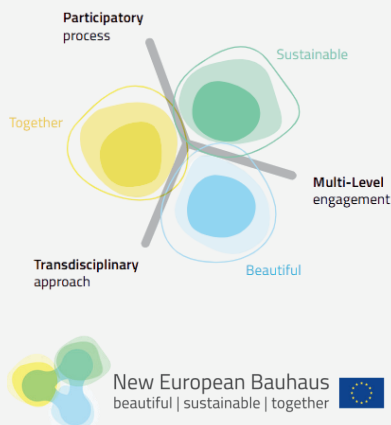 Participatory
process
Sustainable
Together
Multi-Level
engagement
Transdisciplinary
approach
Beautiful
New European Bauhaus
beautiful | sustainable | together